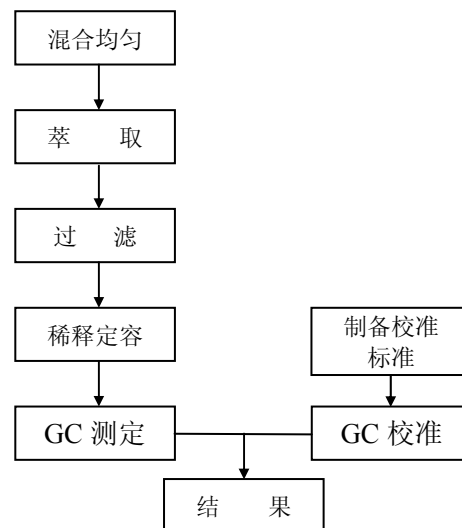 混合均匀
萃 取
过 滤
稀释定容
制备校准
标准
GC 测定
GC 校准
结 果